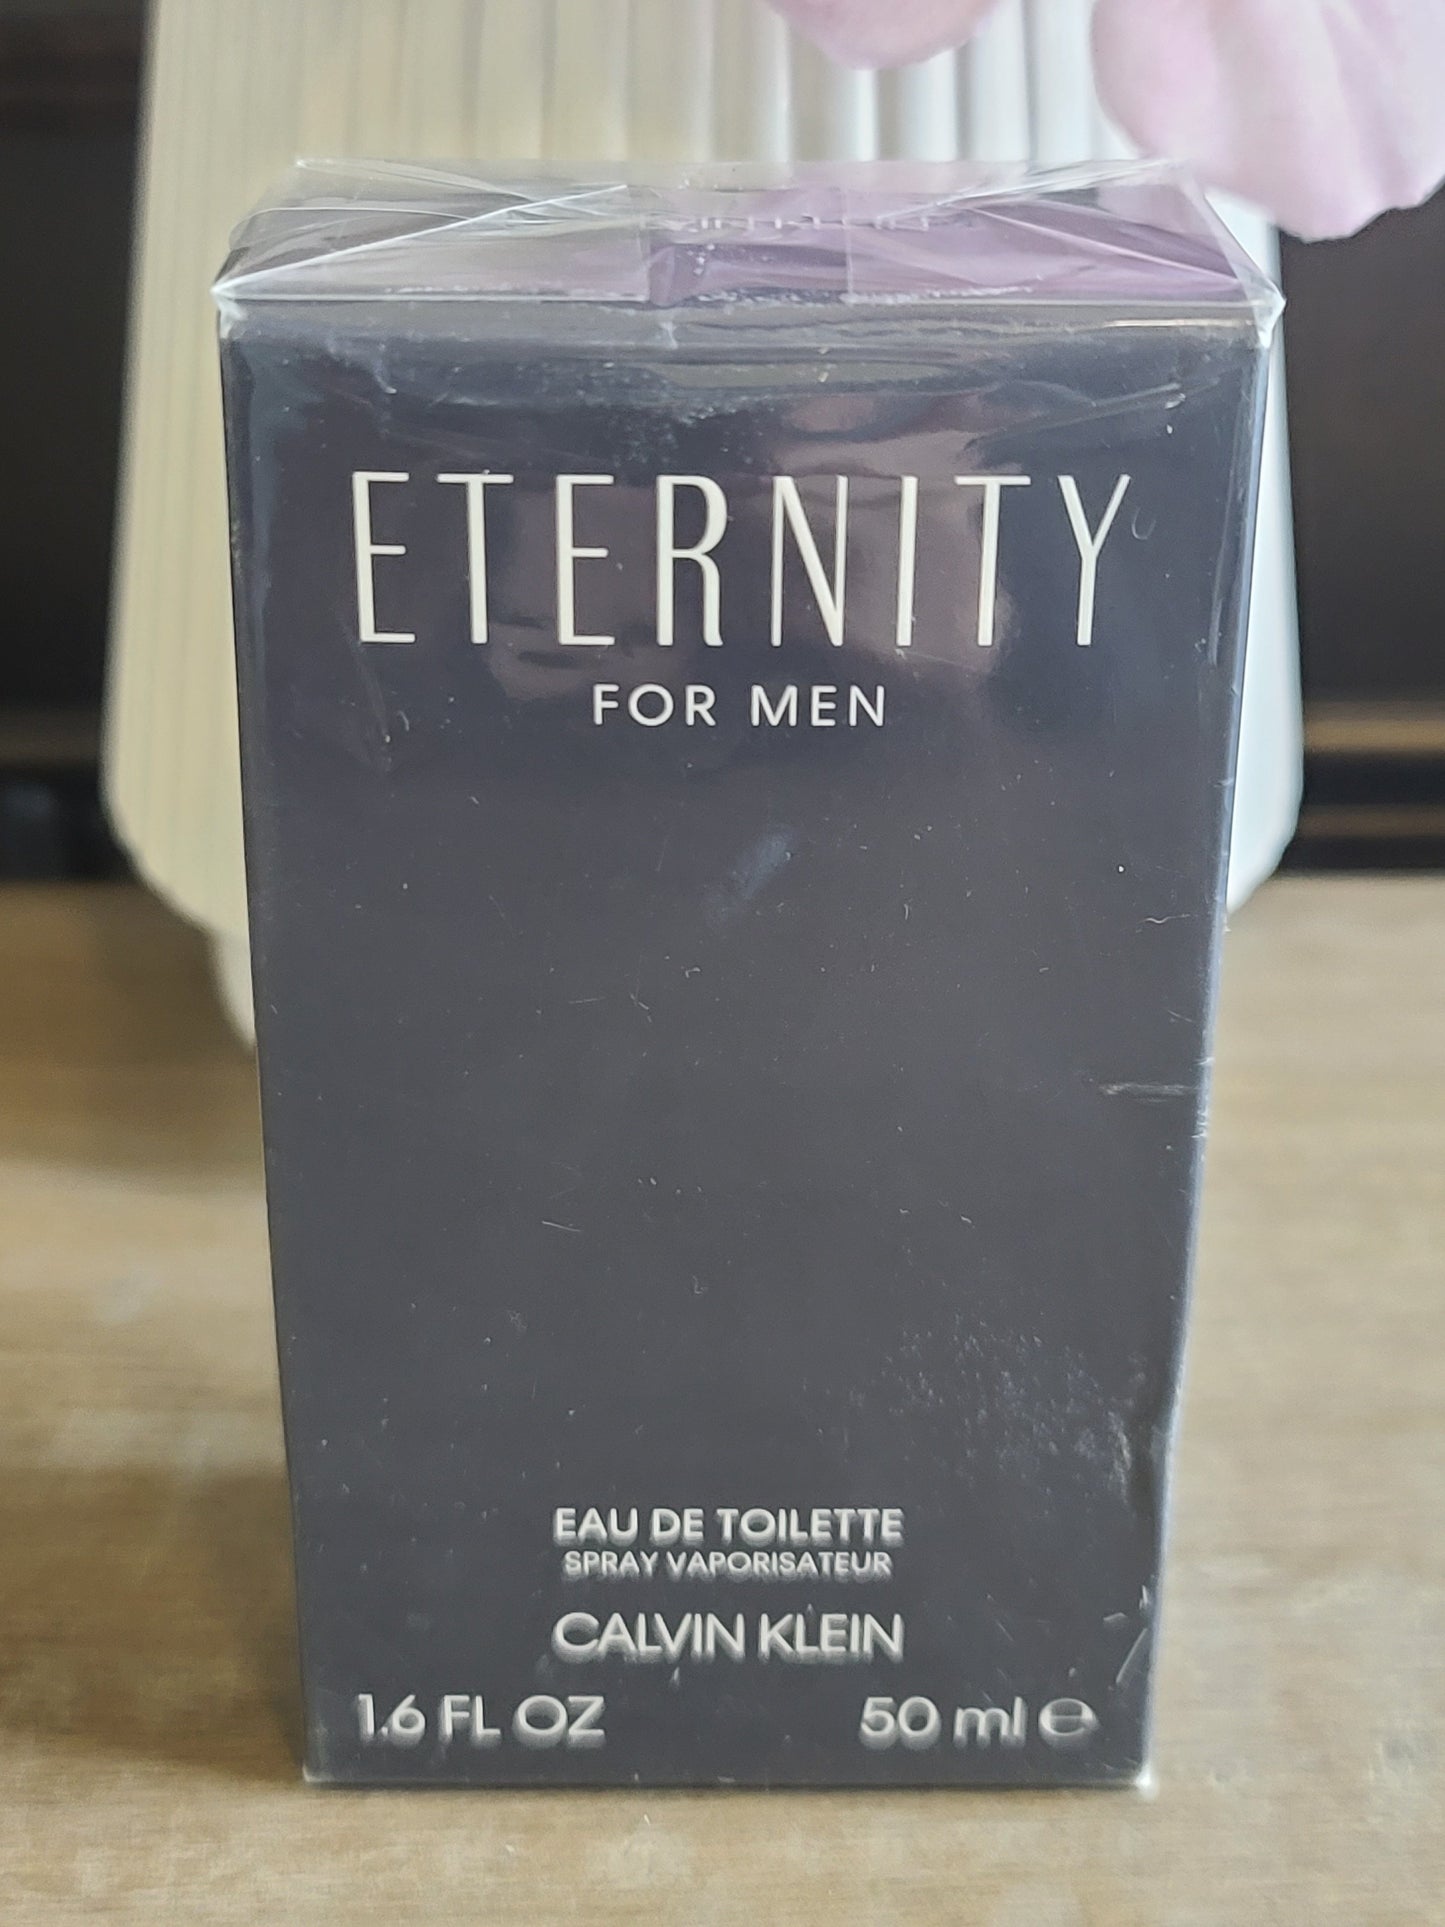 ETERNITY
FOR MEN
EAU DE TOILETTE
SPRAY VAPORISATEUR
CALVIN KLEIN
1.6 FL OZ 50 ml ℮